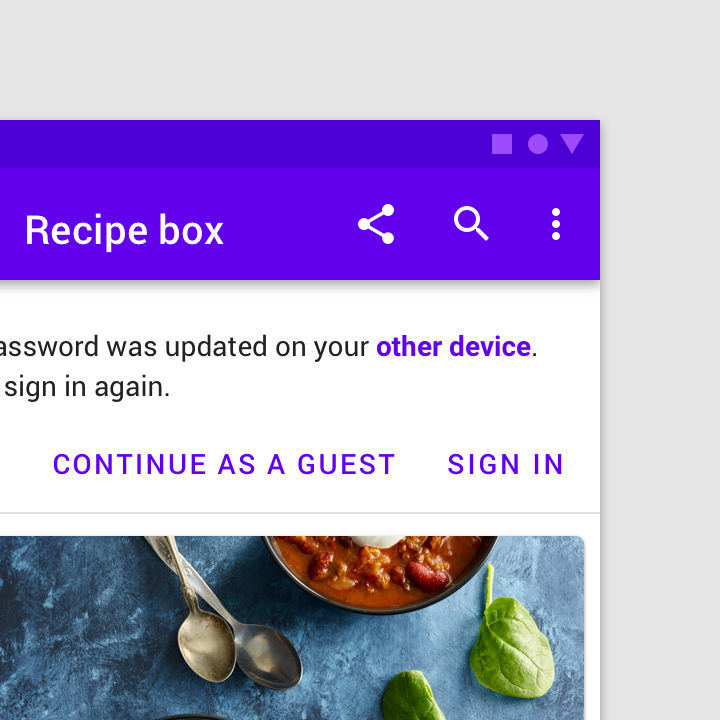 Recipe box
assword was updated on your other device.
sign in again.
CONTINUE AS A GUEST SIGN IN